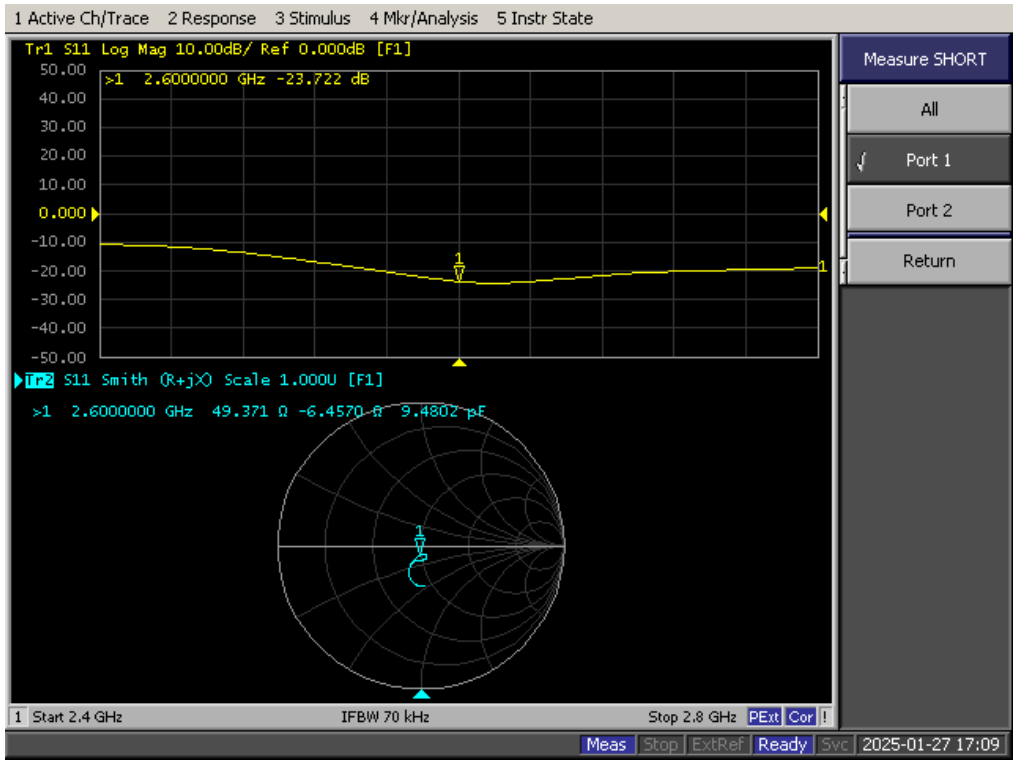 1 Active Ch/Trace 2 Response 3 Stimulus 4 Mkr/Analysis 5 Instr State
Tr1 S11 Log Mag 10.00dB/ Ref 0.000dB [F1]
50.00
>1 2.6000000 GHz -23.722 dB
40.00
30.00
20.00
10.00
0.000
-10.00
1
-20.00
1
-30.00
-40.00
-50.00
Tr2 S11 Smith (R+jX) Scale 1.000U [F1]
>1 2.6000000 GHz 49.371 Ω -6.4570 Ω 9.4802 pF
1
1 Start 2.4 GHz IFBW 70 kHz Stop 2.8 GHz PExt Cor !
Measure SHORT
All
Port 1
Port 2
Return
Meas Stop ExtRef Ready Svc 2025-01-27 17:09